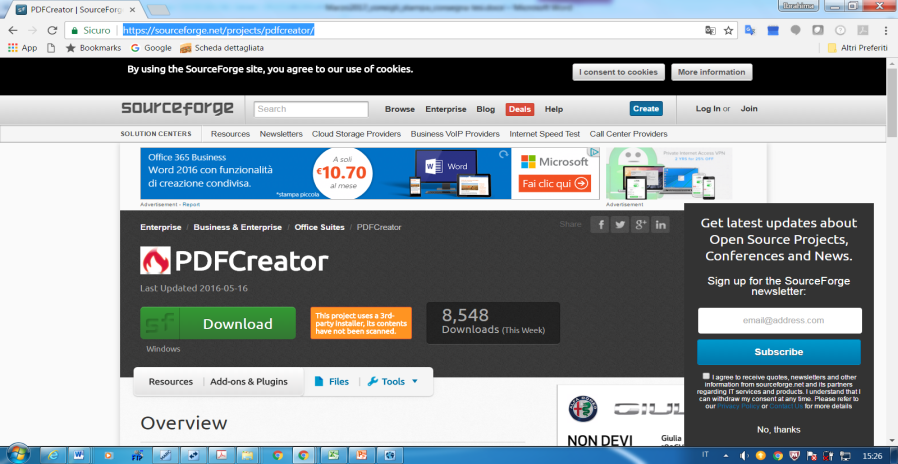 PDFCreator | SourceForg
Ibrahima
Sicuro
https://sourceforge.net/projects/pdfcreator/
App
Bookmarks
Google
Scheda dettagliata
Altri Preferiti
By using the SourceForge site, you agree to our use of cookies.
I consent to cookies
More information
sourceforge
Search
Browse
Enterprise
Blog
Deals
Help
Create
Log In or Join
SOLUTION CENTERS
Resources
Newsletters
Cloud Storage Providers
Business VoIP Providers
Internet Speed Test
Call Center Providers
Office 365 Business
Word 2016 con funzionalità
di creazione condivisa.
A soli
€10.70
al mese
*stampa piccola
Word
Microsoft
Fai clic qui
Advertisement - Report
Advertisement
Enterprise / Business & Enterprise / Office Suites / PDFCreator
Share
PDFCreator
Last Updated 2016-05-16
sf
Download
Windows
This project uses a 3rd-
party installer, its contents
have not been scanned.
8,548
Downloads (This Week)
Resources
Add-ons & Plugins
Files
Tools
Overview
Get latest updates about
Open Source Projects,
Conferences and News.
Sign up for the SourceForge
newsletter:
email@address.com
Subscribe
I agree to receive quotes, newsletters and other
information from sourceforge.net and its partners
regarding IT services and products. I understand that I
can withdraw my consent at any time. Please refer to
our Privacy Policy or Contact Us for more details
No, thanks
NON DEVI
Giulia
IT
15:26